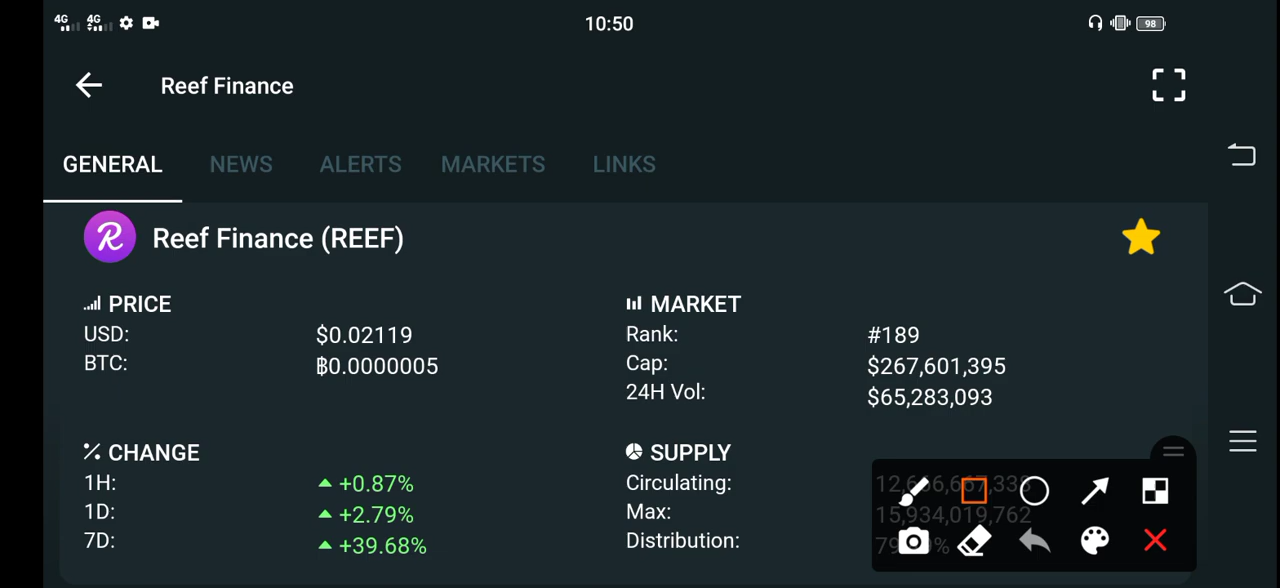 4G 4G 10:50 98
Reef Finance
GENERAL NEWS ALERTS MARKETS LINKS
R Reef Finance (REEF)
PRICE
USD: $0.02119
BTC: ฿0.0000005
MARKET
Rank: #189
Cap: $267,601,395
24H Vol: $65,283,093
CHANGE
1H: +0.87%
1D: +2.79%
7D: +39.68%
SUPPLY
Circulating:
Max: 15,934,019,762
Distribution: